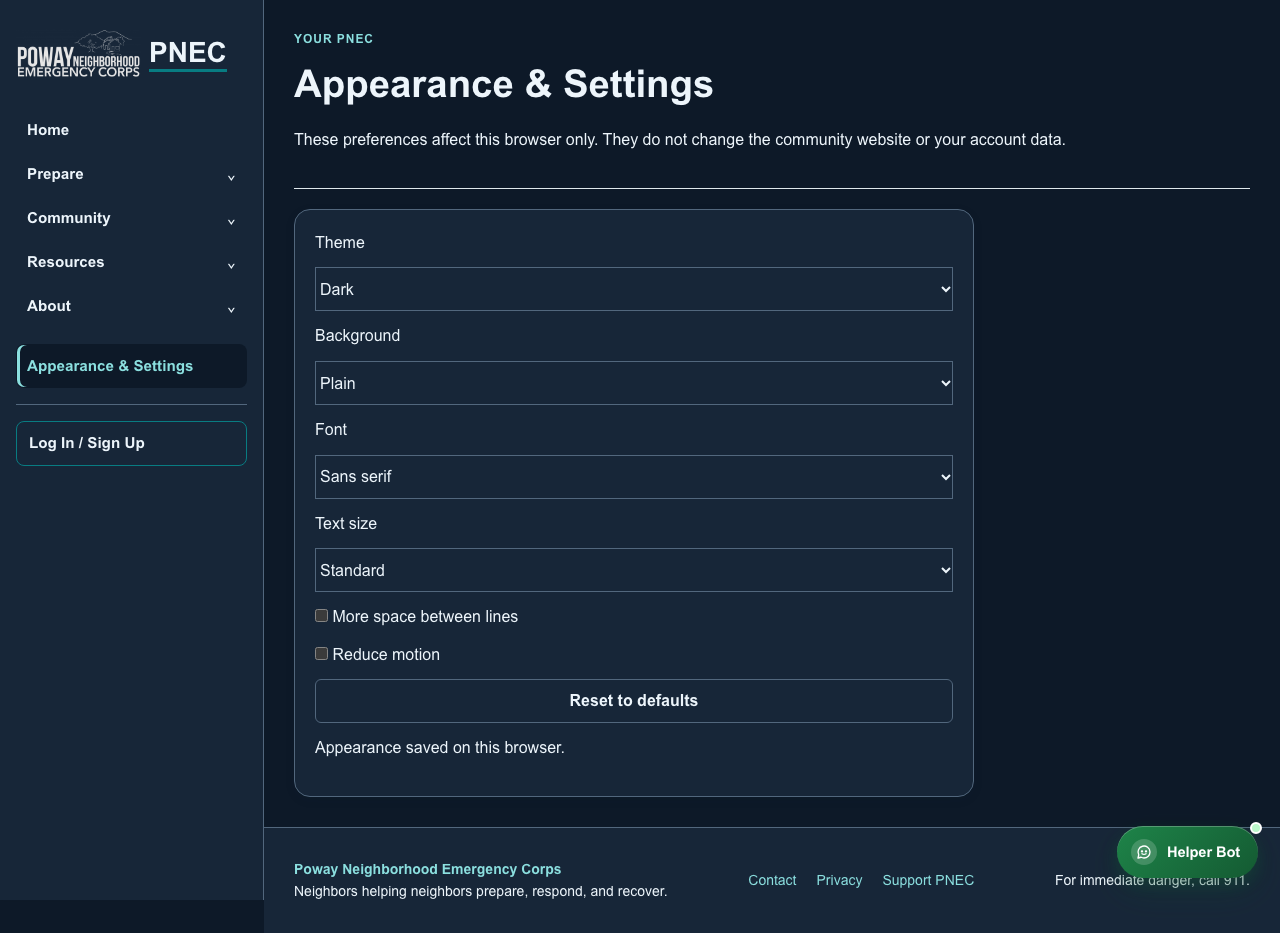 POWAY NEIGHBORHOOD
EMERGENCY CORPS
PNEC
Home
Prepare
Community
Resources
About
Appearance & Settings
Log In / Sign Up
YOUR PNEC
Appearance & Settings
These preferences affect this browser only. They do not change the community website or your account data.
Theme
Dark
Background
Plain
Font
Sans serif
Text size
Standard
More space between lines
Reduce motion
Reset to defaults
Appearance saved on this browser.
Poway Neighborhood Emergency Corps
Neighbors helping neighbors prepare, respond, and recover.
Contact
Privacy
Support PNEC
For immediate danger, call 911.
Helper Bot